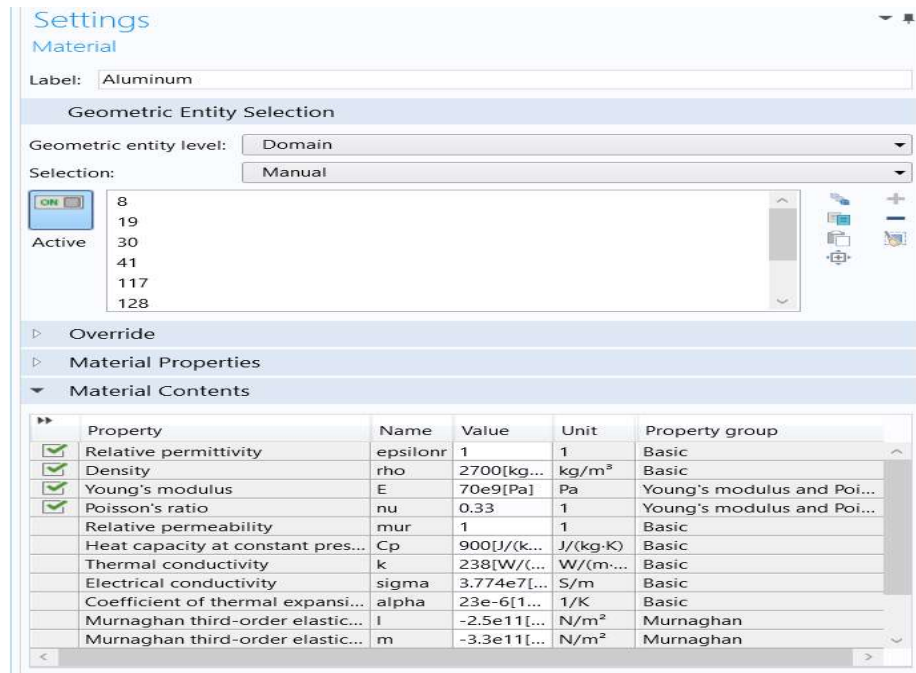 Settings
Material
Label: Aluminum
Geometric Entity Selection
Geometric entity level: Domain
Selection: Manual
ON
8
19
Active
30
41
117
128
Override
Material Properties
Material Contents
Property Name Value Unit Property group
Relative permittivity epsilonr 1 1 Basic
Density rho 2700[kg... kg/m³ Basic
Young's modulus E 70e9[Pa] Pa Young's modulus and Poi...
Poisson's ratio nu 0.33 1 Young's modulus and Poi...
Relative permeability mur 1 1 Basic
Heat capacity at constant pres... Cp 900[J/(k... J/(kg·K) Basic
Thermal conductivity k 238[W/(... W/(m·... Basic
Electrical conductivity sigma 3.774e7[... S/m Basic
Coefficient of thermal expansi... alpha 23e-6[1... 1/K Basic
Murnaghan third-order elastic... l -2.5e11[... N/m² Murnaghan
Murnaghan third-order elastic... m -3.3e11[... N/m² Murnaghan